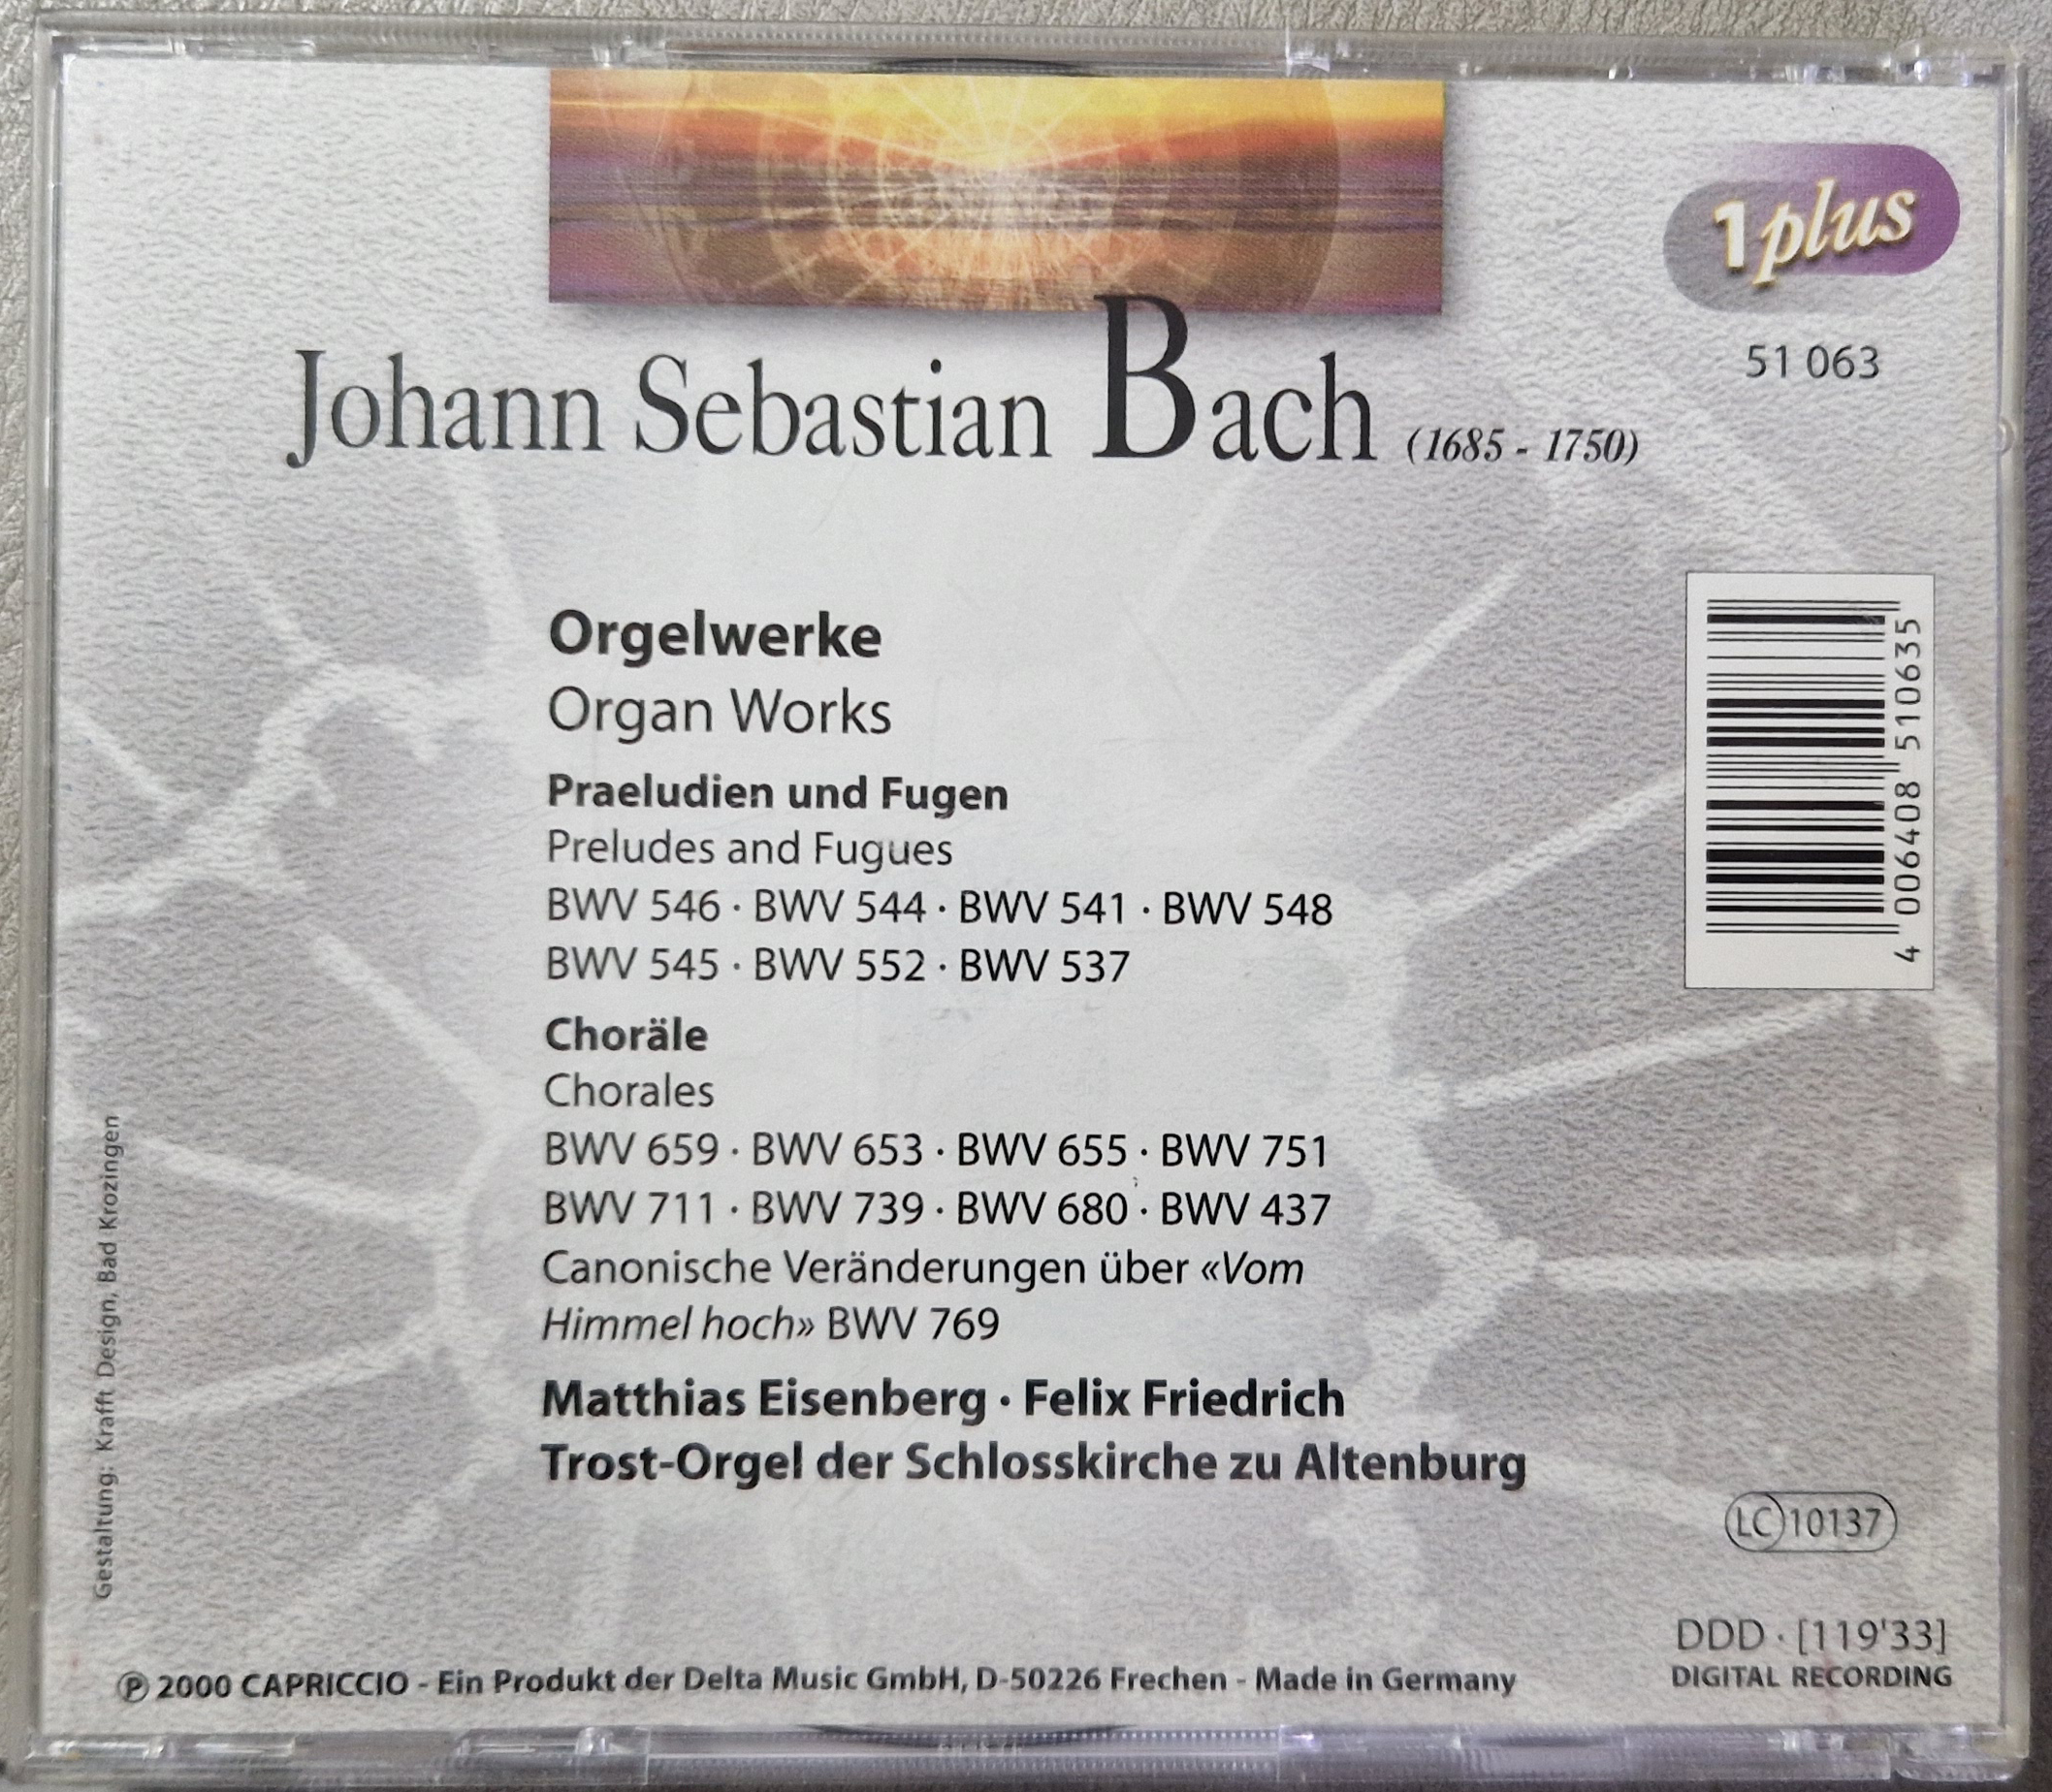 1plus
51 063
Johann Sebastian Bach (1685 - 1750)
Orgelwerke
Organ Works
Praeludien und Fugen
Preludes and Fugues
BWV 546 · BWV 544 · BWV 541 · BWV 548
BWV 545 · BWV 552 · BWV 537
Choräle
Chorales
BWV 659 · BWV 653 · BWV 655 · BWV 751
BWV 711 · BWV 739 · BWV 680 · BWV 437
Canonische Veränderungen über «Vom
Himmel hoch» BWV 769
Matthias Eisenberg · Felix Friedrich
Trost-Orgel der Schlosskirche zu Altenburg
4 006408 510635
Gestaltung: Krafft Design, Bad Krozingen
LC 10137
DDD · [119'33]
DIGITAL RECORDING
℗ 2000 CAPRICCIO - Ein Produkt der Delta Music GmbH, D-50226 Frechen - Made in Germany